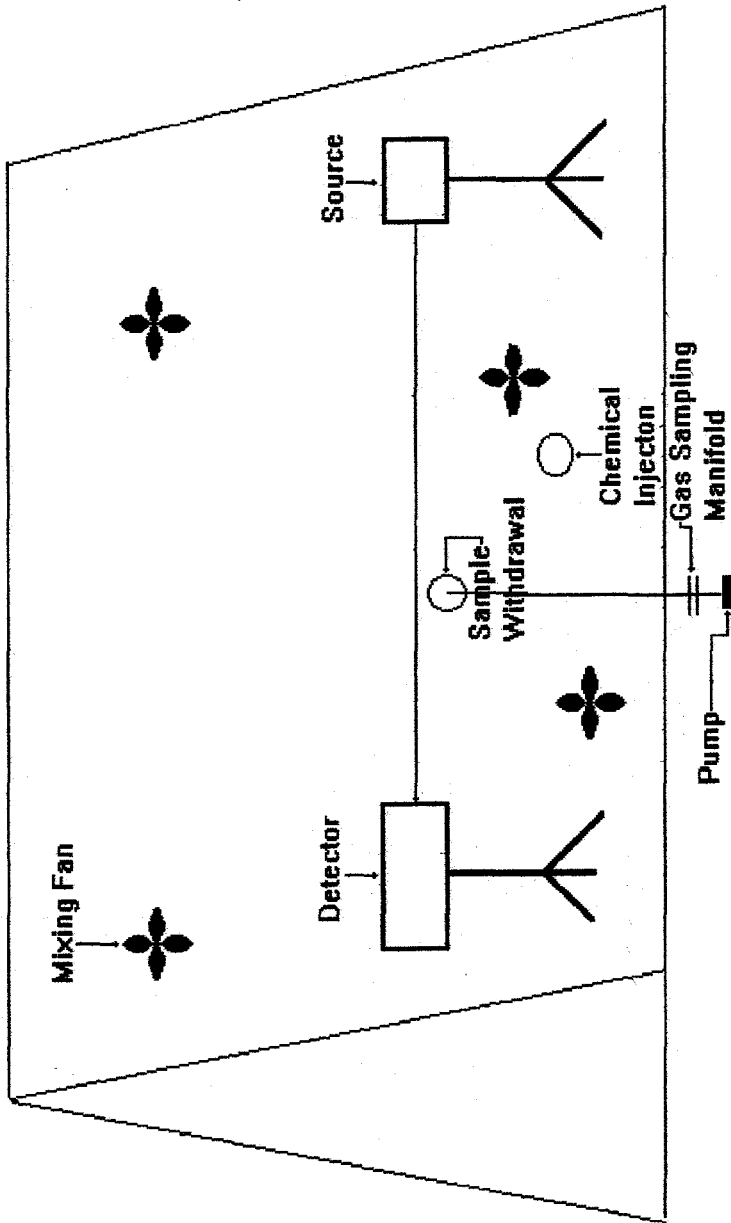 Mixing Fan
Detector
Source
Sample
Withdrawal
Chemical
Injecton
Gas Sampling
Manifold
Pump